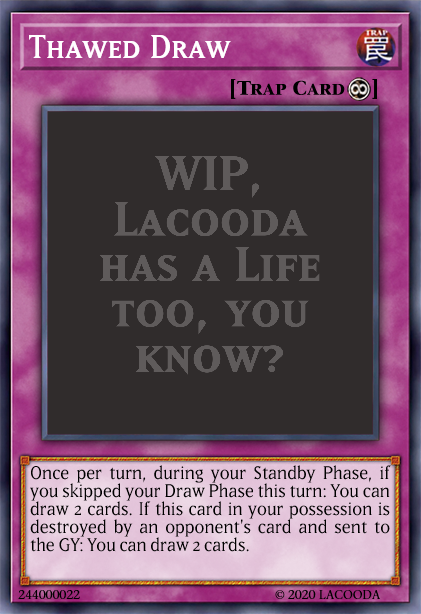 Thawed Draw
TRAP
罠
[Trap Card]
WIP,
Lacooda
has a Life
too, you
know?
Once per turn, during your Standby Phase, if
you skipped your Draw Phase this turn: You can
draw 2 cards. If this card in your possession is
destroyed by an opponent's card and sent to
the GY: You can draw 2 cards.
244000022
© 2020 LACOODA